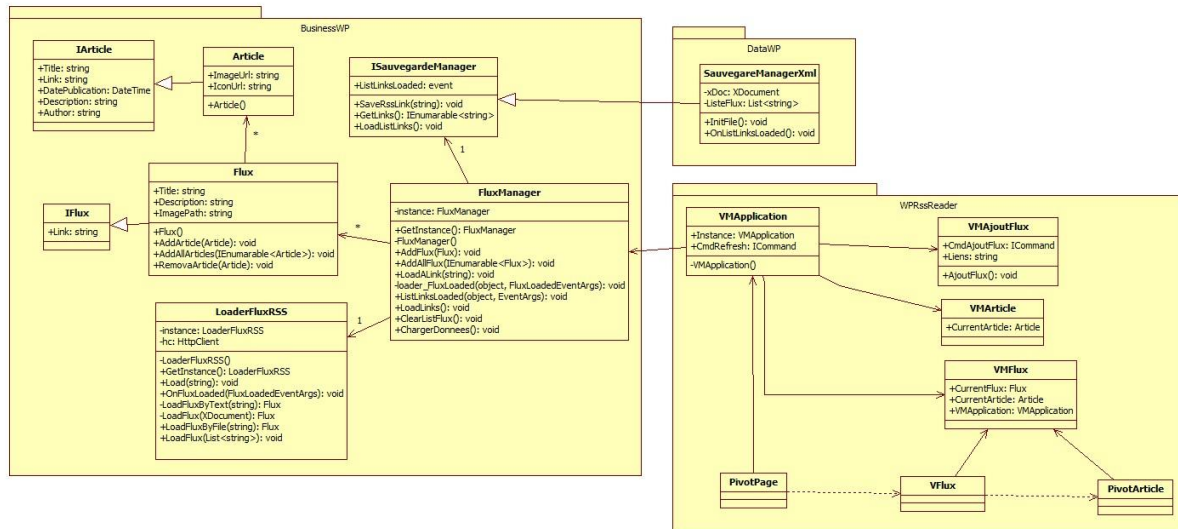 BusinessWP
IArticle
+Title: string
+Link: string
+DatePublication: DateTime
+Description: string
+Author: string
Article
+ImageUrl: string
+IconUrl: string
+Article()
ISauvegardeManager
+ListLinksLoaded: event
+SaveRssLink(string): void
+GetLinks(): IEnumarable<string>
+LoadListLinks(): void
*
1
Flux
+Title: string
+Description: string
+ImagePath: string
+Flux()
+AddArticle(Article): void
+AddAllArticles(IEnumarable<Article>): void
+RemovaArticle(Article): void
IFlux
+Link: string
*
FluxManager
-instance: FluxManager
+GetInstance(): FluxManager
-FluxManager()
+AddFlux(Flux): void
+AddAllFlux(IEnumarable<Flux>): void
+LoadALink(string): void
-loader_FluxLoaded(object, FluxLoadedEventArgs): void
+ListLinksLoaded(object, EventArgs): void
+LoadLinks(): void
+ClearListFlux(): void
+ChargerDonnees(): void
1
LoaderFluxRSS
-instance: LoaderFluxRSS
-hc: HttpClient
-LoaderFluxRSS()
+GetInstance(): LoaderFluxRSS
+Load(string): void
+OnFluxLoaded(FluxLoadedEventArgs): void
-LoadFluxByText(string): Flux
-LoadFlux(XDocument): Flux
+LoadFluxByFile(string): Flux
+LoadFlux(List<string>): void
DataWP
SauvegareManagerXml
-xDoc: XDocument
-ListeFlux: List<string>
+InitFile(): void
+OnListLinksLoaded(): void
WPRssReader
VMApplication
+Instance: VMApplication
+CmdRefresh: ICommand
-VMApplication()
VMAjoutFlux
+CmdAjoutFlux: ICommand
+Liens: string
+AjoutFlux(): void
VMArticle
+CurrentArticle: Article
VMFlux
+CurrentFlux: Flux
+CurrentArticle: Article
+VMApplication: VMApplication
PivotPage
VFlux
PivotArticle